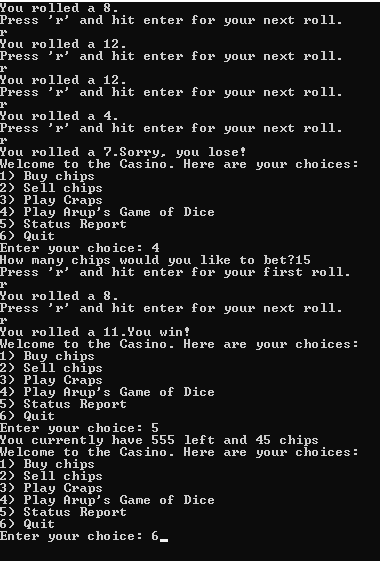 You rolled a 8.
Press 'r' and hit enter for your next roll.
r
You rolled a 12.
Press 'r' and hit enter for your next roll.
r
You rolled a 12.
Press 'r' and hit enter for your next roll.
r
You rolled a 4.
Press 'r' and hit enter for your next roll.
r
You rolled a 7.Sorry, you lose!
Welcome to the Casino. Here are your choices:
1) Buy chips
2) Sell chips
3) Play Craps
4) Play Arup's Game of Dice
5) Status Report
6) Quit
Enter your choice: 4
How many chips would you like to bet?15
Press 'r' and hit enter for your first roll.
r
You rolled a 8.
Press 'r' and hit enter for your next roll.
r
You rolled a 11.You win!
Welcome to the Casino. Here are your choices:
1) Buy chips
2) Sell chips
3) Play Craps
4) Play Arup's Game of Dice
5) Status Report
6) Quit
Enter your choice: 5
You currently have 555 left and 45 chips
Welcome to the Casino. Here are your choices:
1) Buy chips
2) Sell chips
3) Play Craps
4) Play Arup's Game of Dice
5) Status Report
6) Quit
Enter your choice: 6_